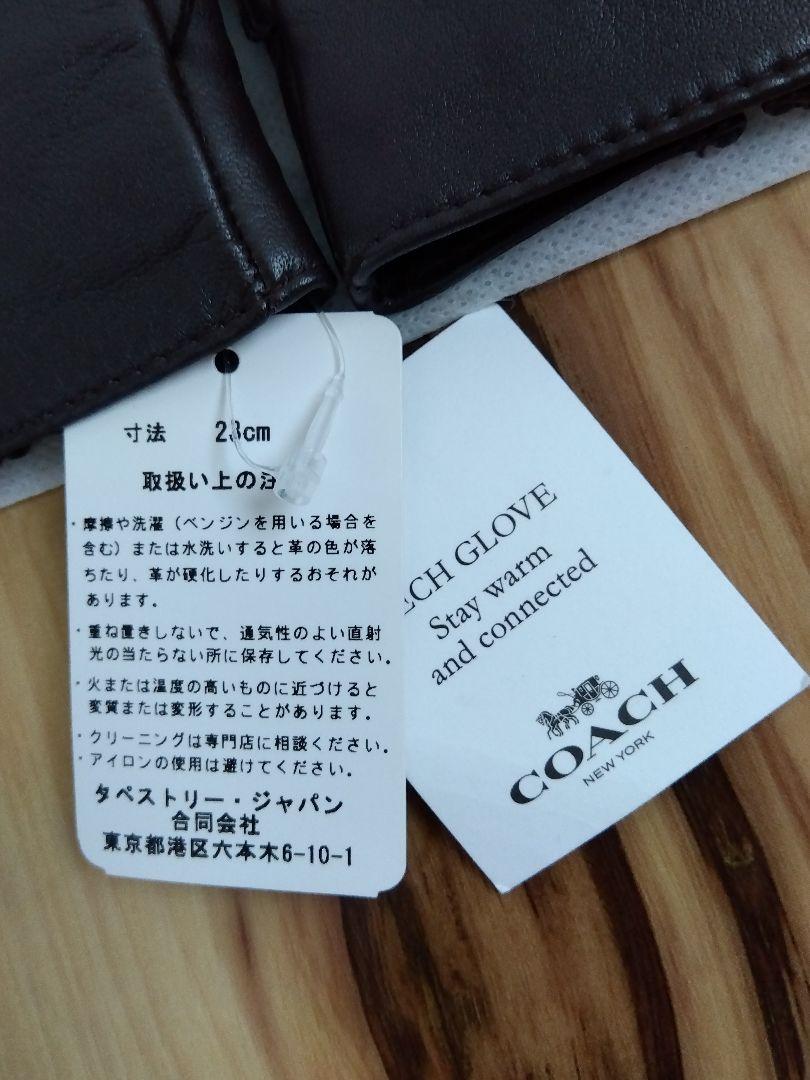 寸法 23cm
取扱い上の注
・摩擦や洗濯（ベンジンを用いる場合を
含む）または水洗いすると革の色が落
ちたり、革が硬化したりするおそれが
あります。
・重ね置きしないで、通気性のよい直射
光の当たらない所に保存してください。
・火または温度の高いものに近づけると
変質または変形することがあります。
・クリーニングは専門店に相談ください。
・アイロンの使用は避けてください。
タペストリー・ジャパン
合同会社
東京都港区六本木6-10-1
ECH GLOVE
Stay warm
and connected
COACH
NEW YORK